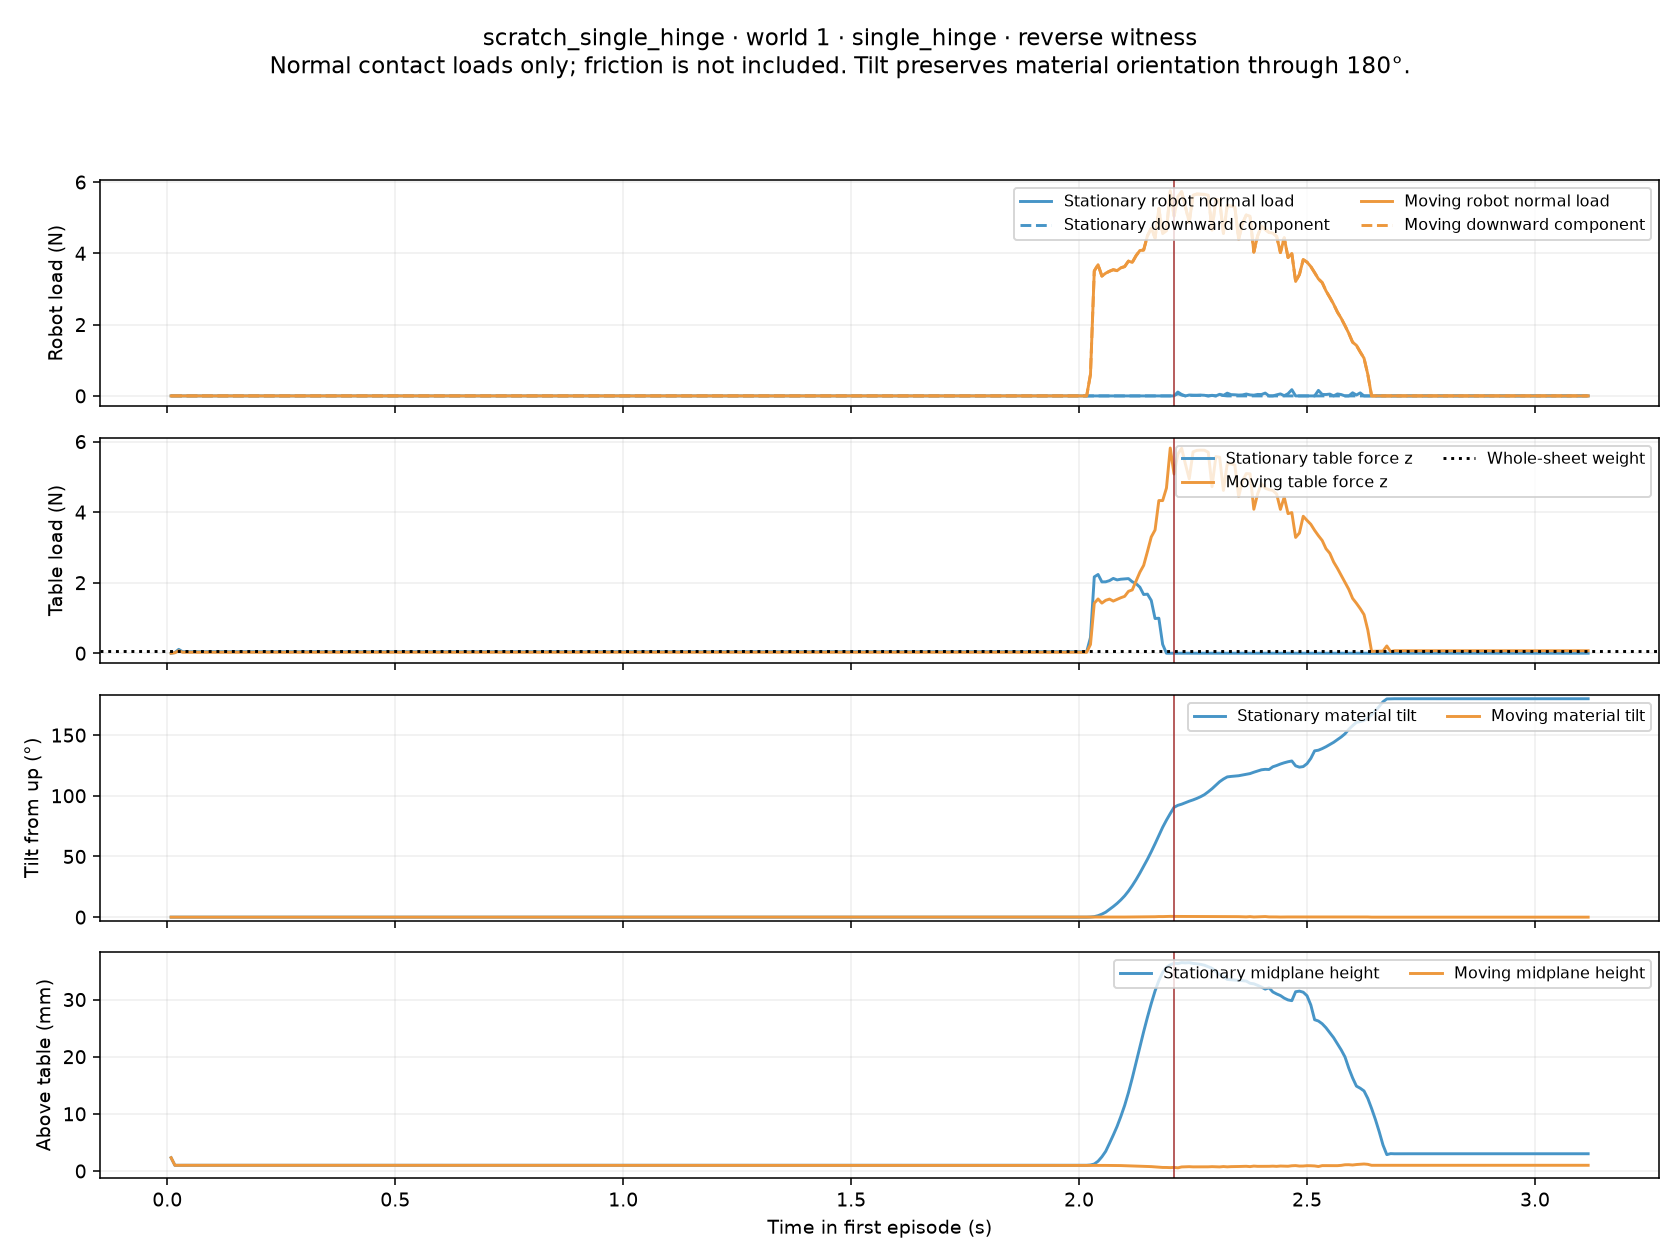 scratch_single_hinge · world 1 · single_hinge · reverse witness
Normal contact loads only; friction is not included. Tilt preserves material orientation through 180°.
Robot load (N)
6
4
2
0
Stationary robot normal load
Stationary downward component
Moving robot normal load
Moving downward component
Table load (N)
6
4
2
0
Stationary table force z
Moving table force z
Whole-sheet weight
Tilt from up (°)
150
100
50
0
Stationary material tilt
Moving material tilt
Above table (mm)
30
20
10
0
Stationary midplane height
Moving midplane height
0.0
0.5
1.0
1.5
2.0
2.5
3.0
Time in first episode (s)